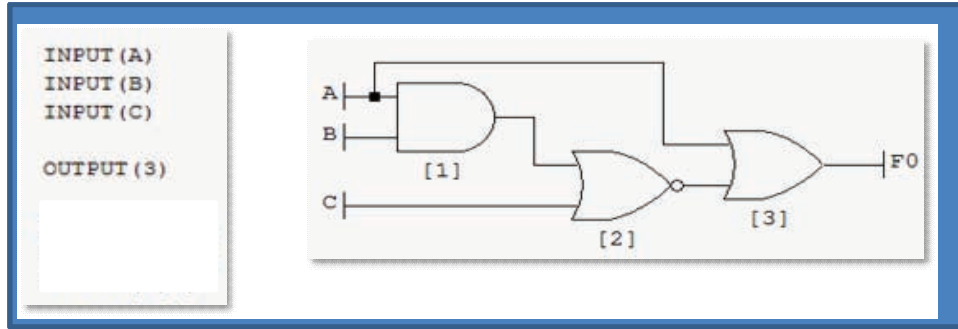 INPUT(A)
INPUT(B)
INPUT(C)
OUTPUT(3)
A
B
[1]
C
[2]
[3]
F0